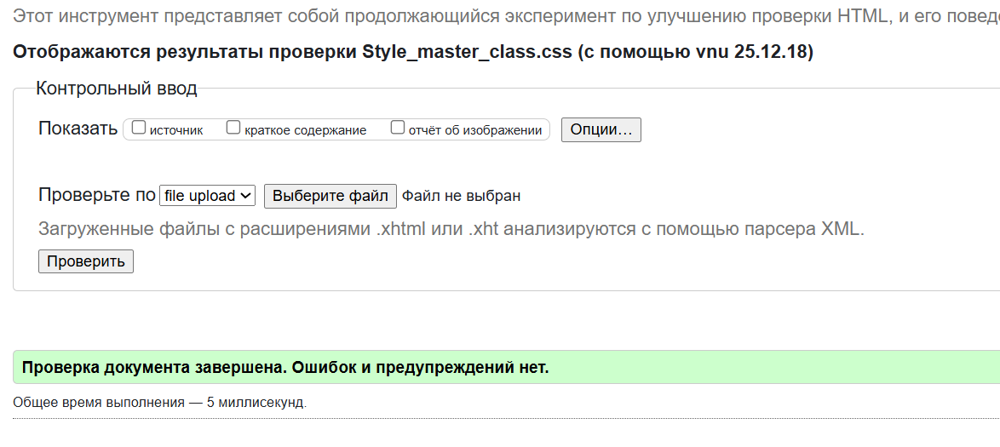 Этот инструмент представляет собой продолжающийся эксперимент по улучшению проверки HTML, и его
Отображаются результаты проверки Style_master_class.css (с помощью vnu 25.12.18)
Контрольный ввод
Показать источник краткое содержание отчёт об изображении Опции…
Проверьте по file upload Выберите файл Файл не выбран
Загруженные файлы с расширениями .xhtml или .xht анализируются с помощью парсера XML.
Проверить
Проверка документа завершена. Ошибок и предупреждений нет.
Общее время выполнения — 5 миллисекунд.